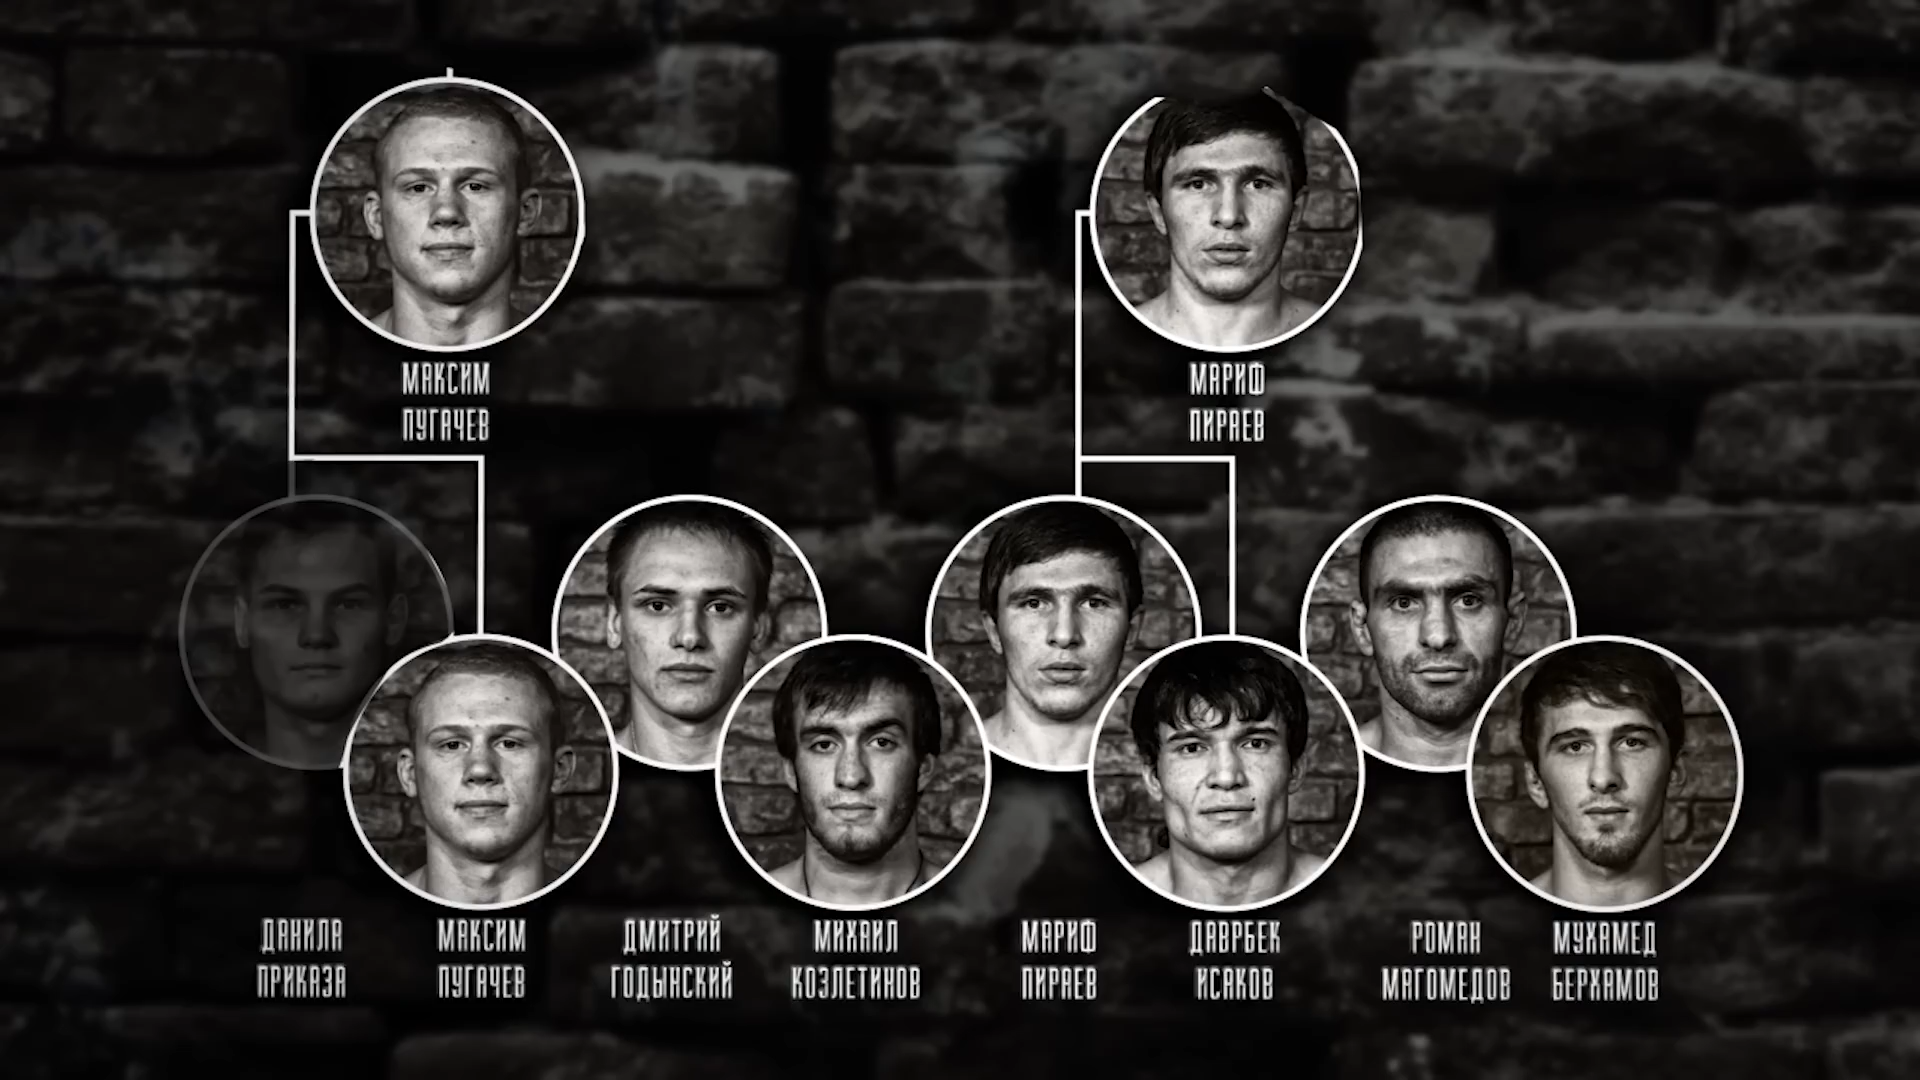 МАКСИМ
ПУГАЧЕВ
МАРИФ
ПИРАЕВ
ДАНИЛА
ПРИКАЗА
МАКСИМ
ПУГАЧЕВ
ДМИТРИЙ
ГОДЫНСКИЙ
МИХАИЛ
КОЗЛЕТИНОВ
МАРИФ
ПИРАЕВ
ДАВРБЕК
ИСАКОВ
РОМАН
МАГОМЕДОВ
МУХАМЕД
БЕРХАМОВ